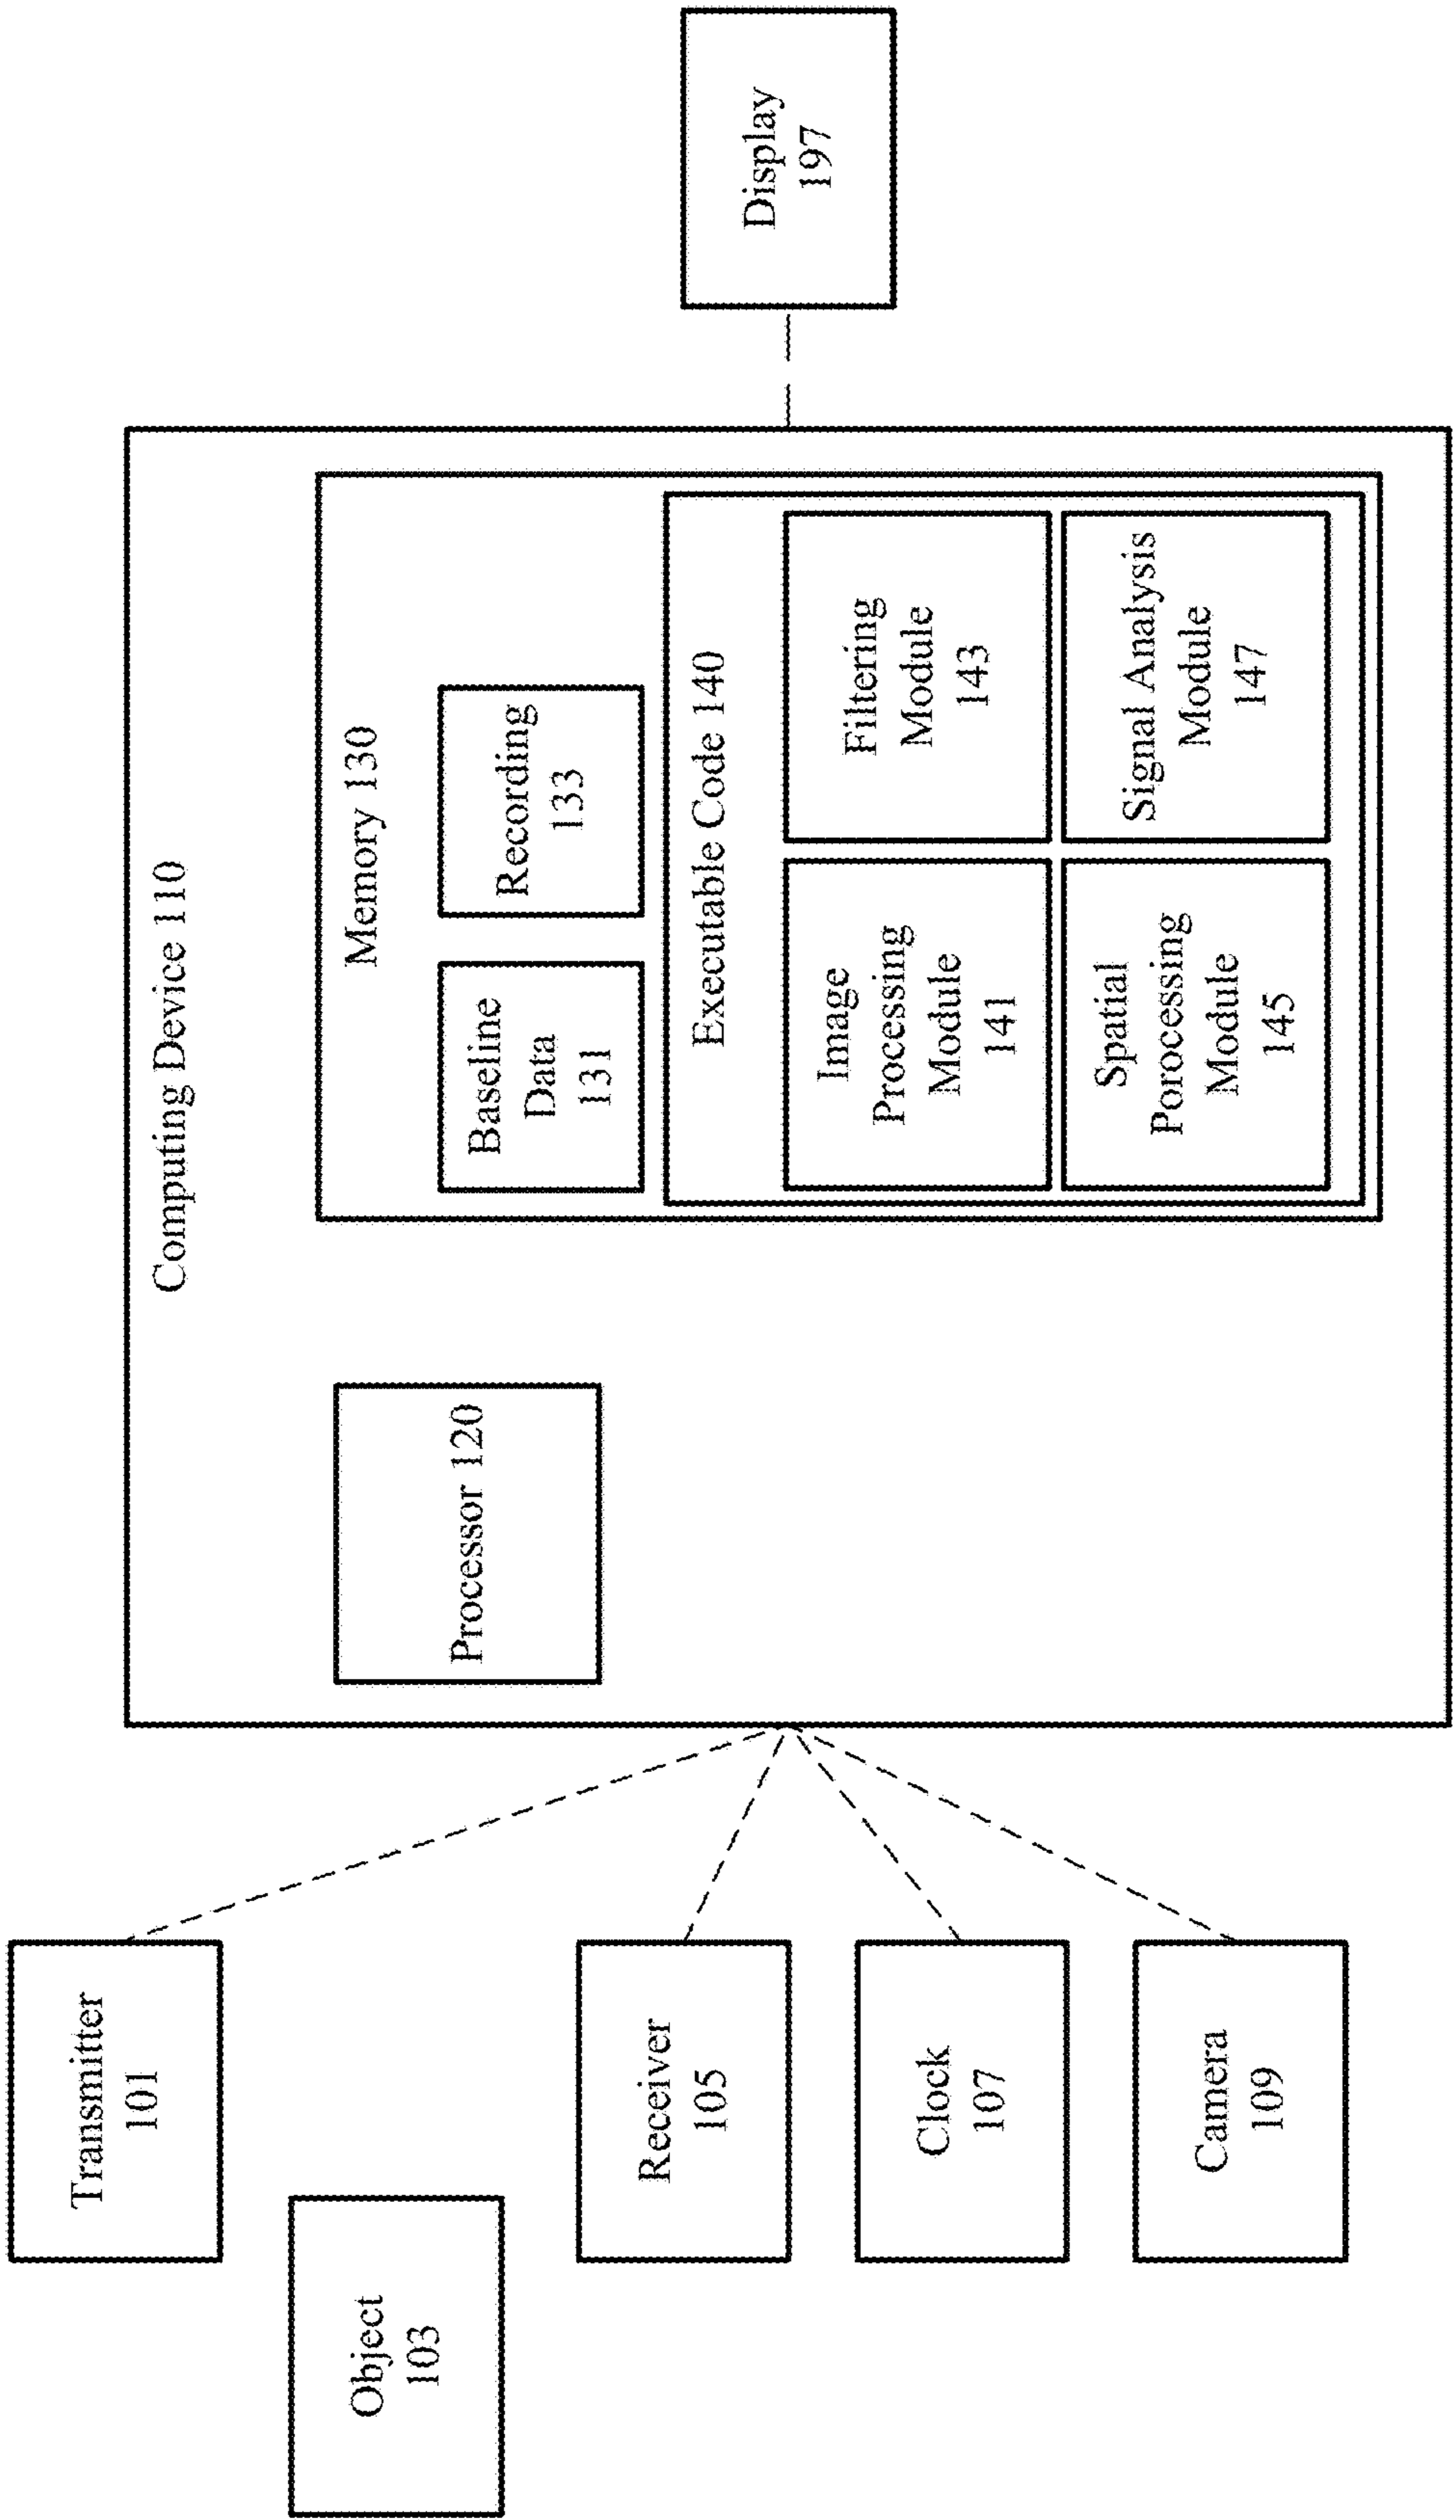 Transmitter
101
Object
103
Receiver
105
Clock
107
Camera
109
Computing Device 110
Processor 120
Memory 130
Baseline
Data
131
Recording
133
Executable Code 140
Image
Processing
Module
141
Filtering
Module
143
Spatial
Porocessing
Module
145
Signal Analysis
Module
147
Display
197